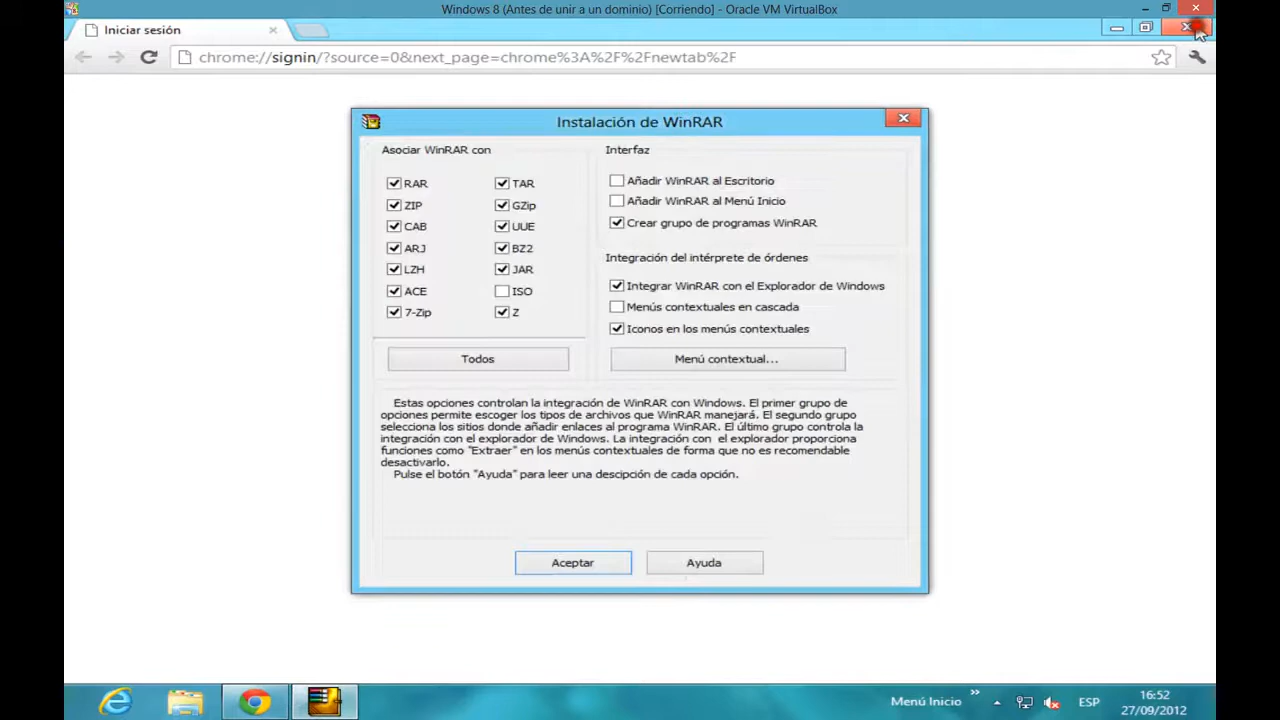 Windows 8 (Antes de unir a un dominio) [Corriendo] - Oracle VM VirtualBox
Iniciar sesión
chrome://signin/?source=0&next_page=chrome%3A%2F%2Fnewtab%2F
Instalación de WinRAR
Asociar WinRAR con
RAR
TAR
ZIP
GZip
CAB
UUE
ARJ
BZ2
LZH
JAR
ACE
ISO
7-Zip
Z
Todos
Interfaz
Añadir WinRAR al Escritorio
Añadir WinRAR al Menú Inicio
Crear grupo de programas WinRAR
Integración del intérprete de órdenes
Integrar WinRAR con el Explorador de Windows
Menús contextuales en cascada
Iconos en los menús contextuales
Menú contextual...
Estas opciones controlan la integración de WinRAR con Windows. El primer grupo de
opciones permite escoger los tipos de archivos que WinRAR manejará. El segundo grupo
selecciona los sitios donde añadir enlaces al programa WinRAR. El último grupo controla la
integración con el explorador de Windows. La integración con el explorador proporciona
funciones como "Extraer" en los menús contextuales de forma que no es recomendable
desactivarlo.
Pulse el botón "Ayuda" para leer una descipción de cada opción.
Aceptar
Ayuda
Menú Inicio
ESP
16:52
27/09/2012